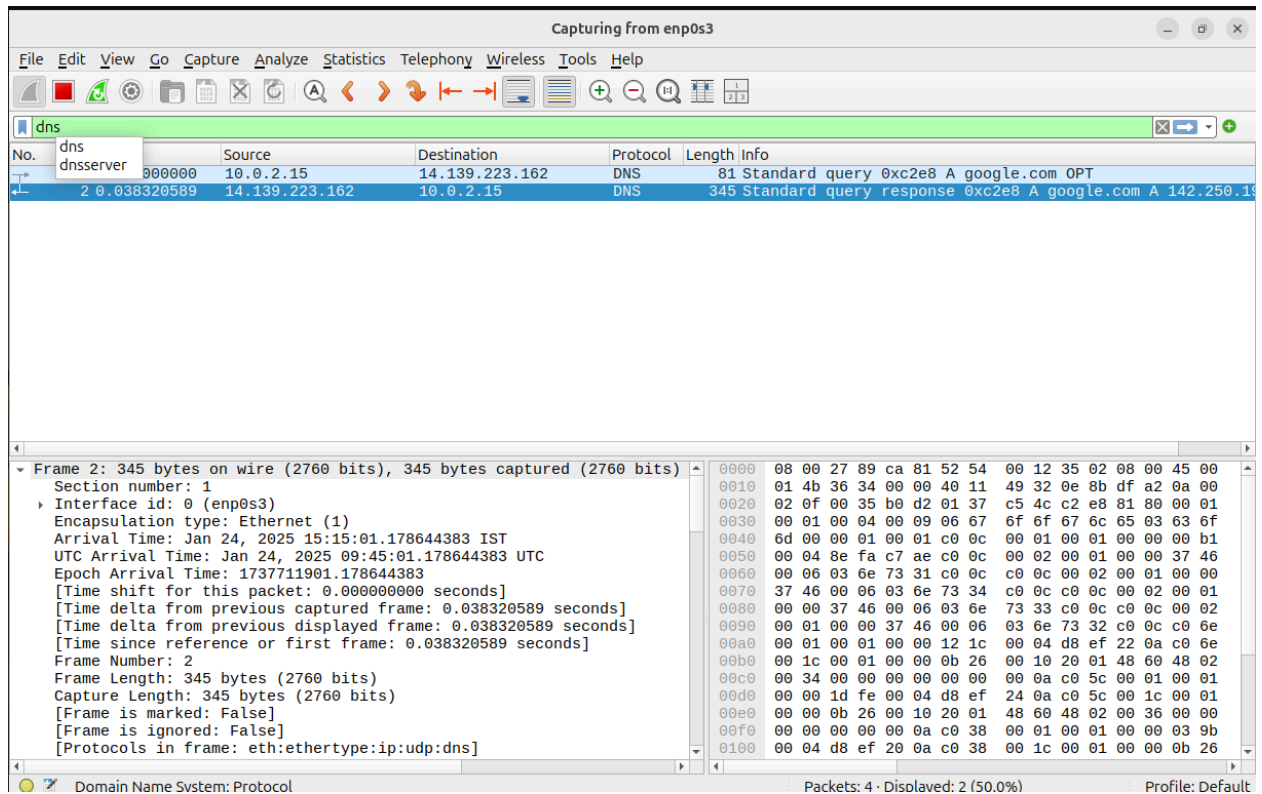 Capturing from enp0s3
File Edit View Go Capture Analyze Statistics Telephony Wireless Tools Help
dns
dns
dnsserver
No. Source Destination Protocol Length Info
000000 10.0.2.15 14.139.223.162 DNS 81 Standard query 0xc2e8 A google.com OPT
2 0.038320589 14.139.223.162 10.0.2.15 DNS 345 Standard query response 0xc2e8 A google.com A 142.250.19
Frame 2: 345 bytes on wire (2760 bits), 345 bytes captured (2760 bits)
Section number: 1
Interface id: 0 (enp0s3)
Encapsulation type: Ethernet (1)
Arrival Time: Jan 24, 2025 15:15:01.178644383 IST
UTC Arrival Time: Jan 24, 2025 09:45:01.178644383 UTC
Epoch Arrival Time: 1737711901.178644383
[Time shift for this packet: 0.000000000 seconds]
[Time delta from previous captured frame: 0.038320589 seconds]
[Time delta from previous displayed frame: 0.038320589 seconds]
[Time since reference or first frame: 0.038320589 seconds]
Frame Number: 2
Frame Length: 345 bytes (2760 bits)
Capture Length: 345 bytes (2760 bits)
[Frame is marked: False]
[Frame is ignored: False]
[Protocols in frame: eth:ethertype:ip:udp:dns]
0000 08 00 27 89 ca 81 52 54 00 12 35 02 08 00 45 00
0010 01 4b 36 34 00 00 40 11 49 32 0e 8b df a2 0a 00
0020 02 0f 00 35 b0 d2 01 37 c5 4c c2 e8 81 80 00 01
0030 00 01 00 04 00 09 06 67 6f 6f 67 6c 65 03 63 6f
0040 6d 00 00 01 00 01 c0 0c 00 01 00 01 00 00 00 b1
0050 00 04 8e fa c7 ae c0 0c 00 02 00 01 00 00 37 46
0060 00 06 03 6e 73 31 c0 0c c0 0c 00 02 00 01 00 00
0070 37 46 00 06 03 6e 73 34 c0 0c c0 0c 00 02 00 01
0080 00 00 37 46 00 06 03 6e 73 33 c0 0c c0 0c 00 02
0090 00 01 00 00 37 46 00 06 03 6e 73 32 c0 0c c0 6e
00a0 00 01 00 01 00 00 12 1c 00 04 d8 ef 22 0a c0 6e
00b0 00 1c 00 01 00 00 0b 26 00 10 20 01 48 60 48 02
00c0 00 34 00 00 00 00 00 00 00 0a c0 5c 00 01 00 01
00d0 00 00 1d fe 00 04 d8 ef 24 0a c0 5c 00 1c 00 01
00e0 00 00 0b 26 00 10 20 01 48 60 48 02 00 36 00 00
00f0 00 00 00 00 00 0a c0 38 00 01 00 01 00 00 03 9b
0100 00 04 d8 ef 20 0a c0 38 00 1c 00 01 00 00 0b 26
Domain Name System: Protocol Packets: 4 · Displayed: 2 (50.0%) Profile: Default